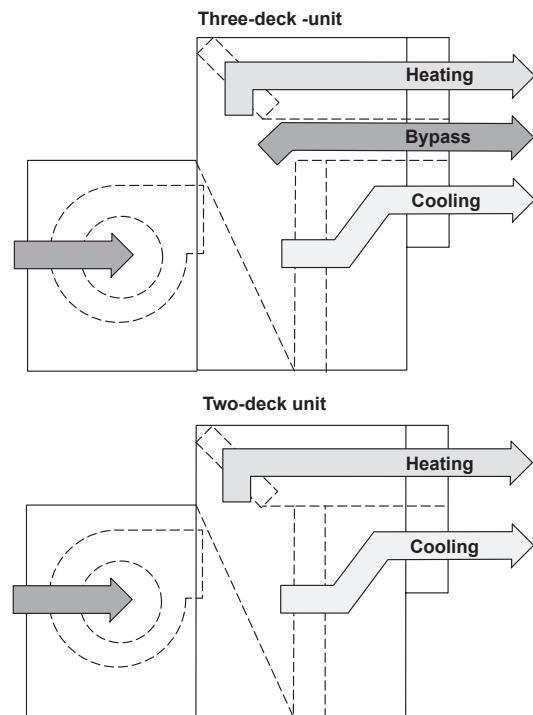 Three-deck -unit
Heating
Bypass
Cooling
Two-deck unit
Heating
Cooling